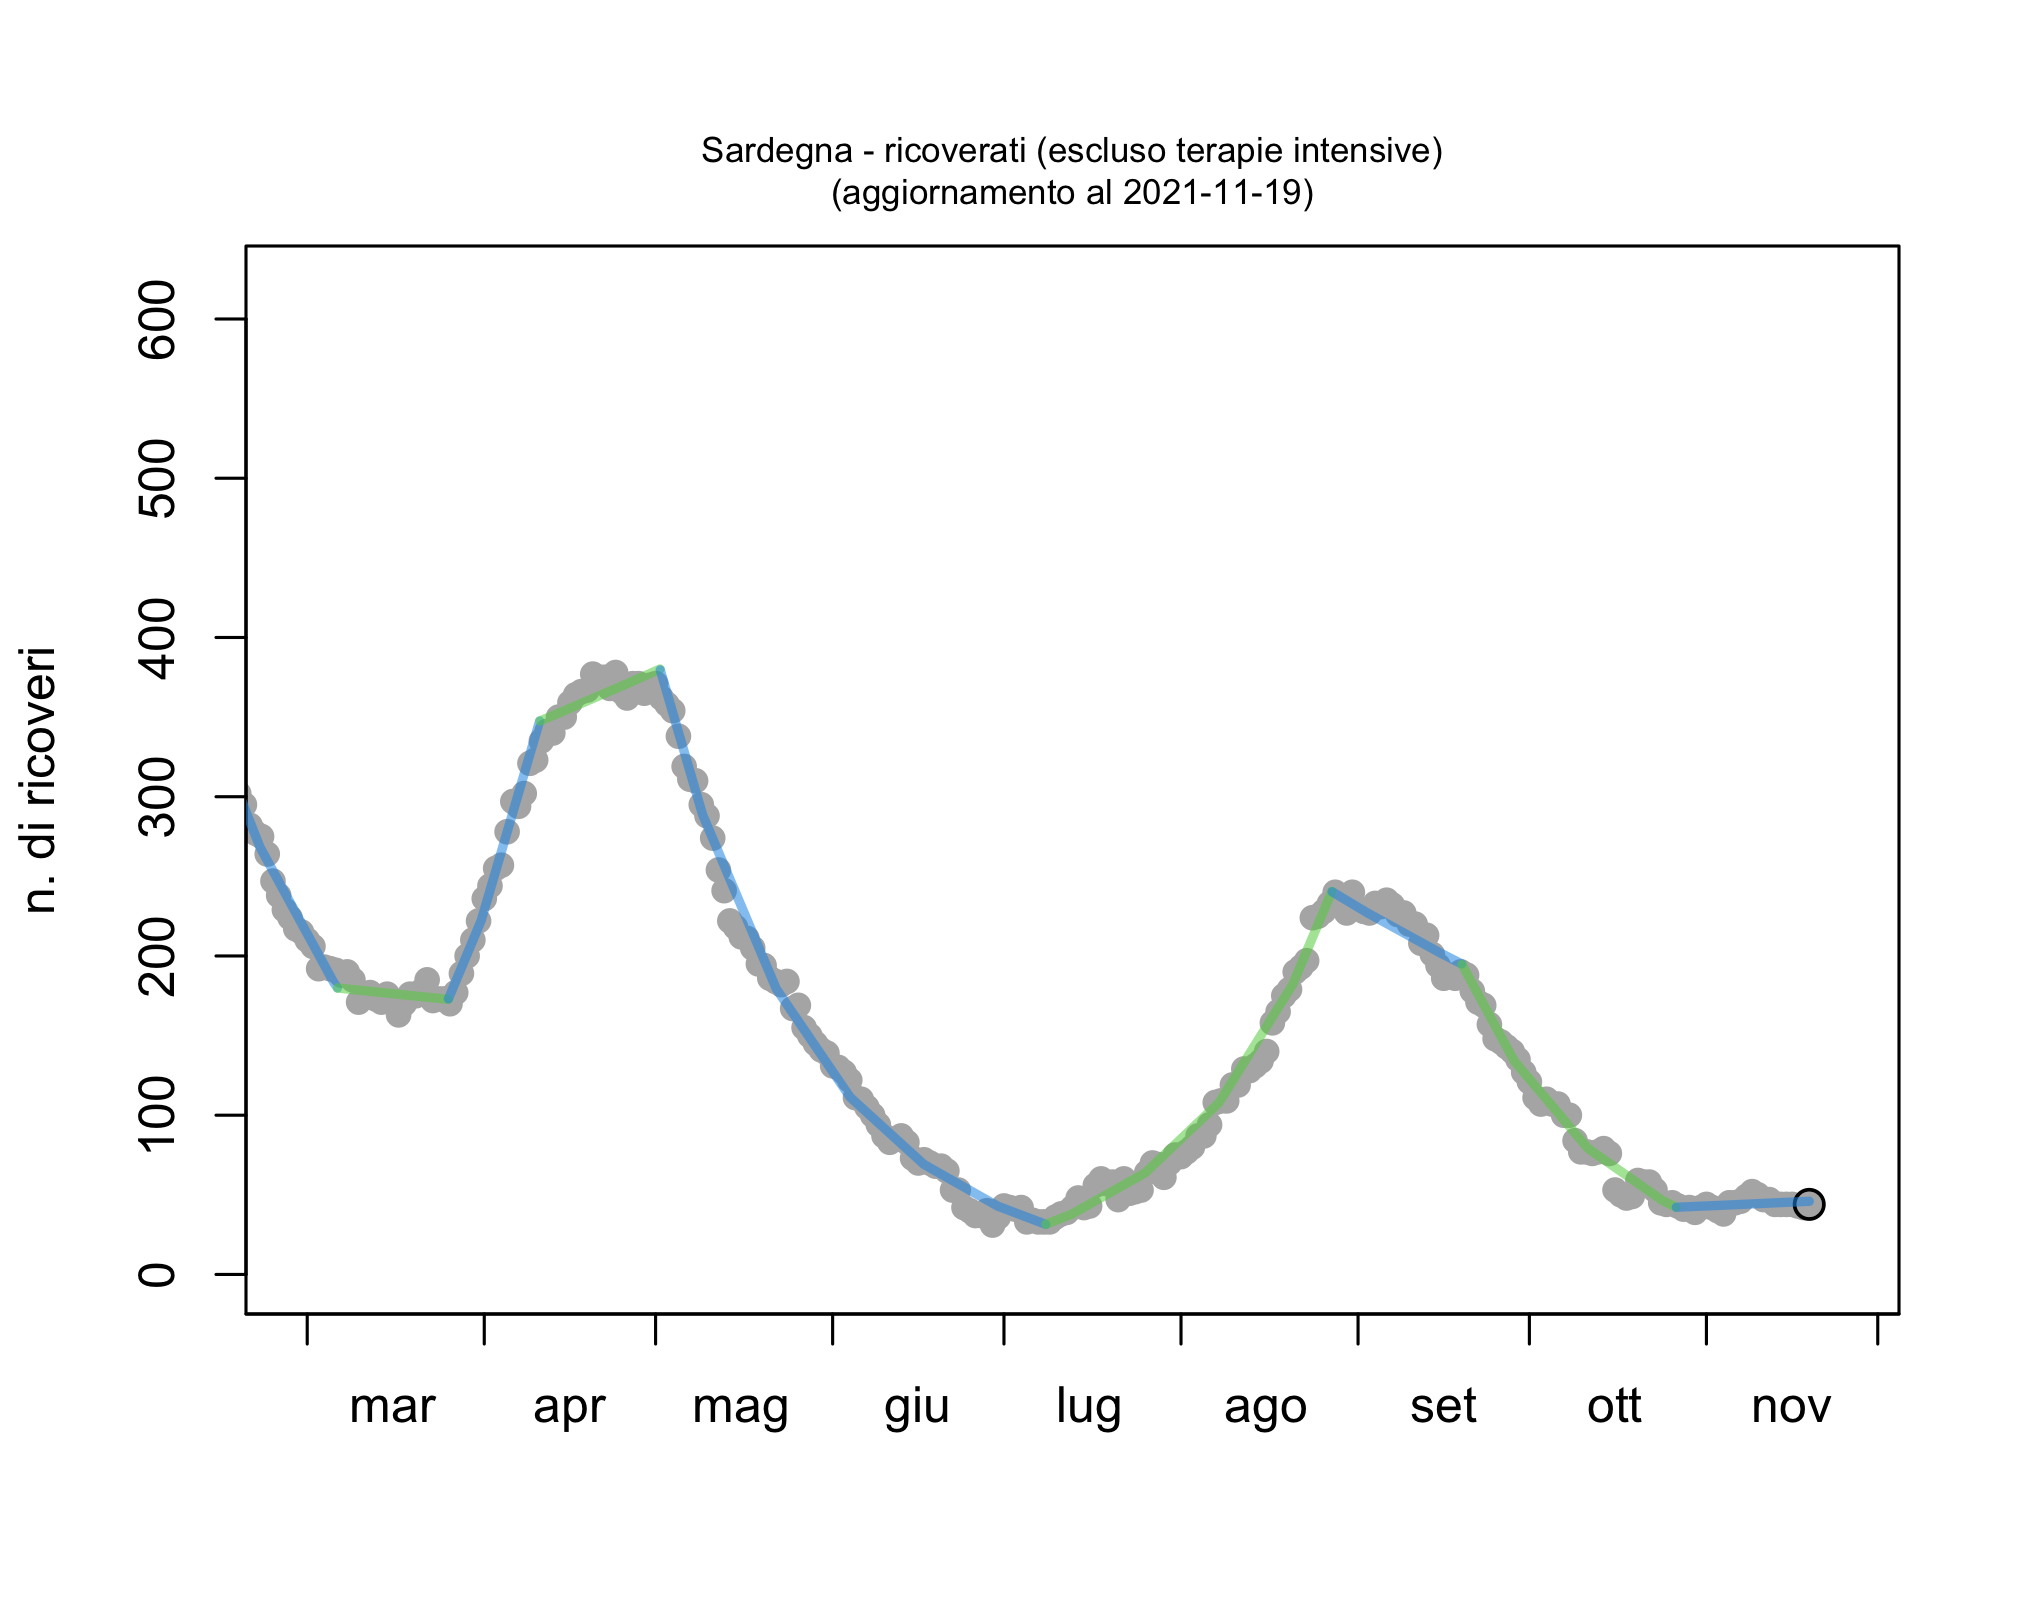 Sardegna - ricoverati (escluso terapie intensive)
(aggiornamento al 2021-11-19)
n. di ricoveri
600
500
400
300
200
100
0
mar apr mag giu lug ago set ott nov